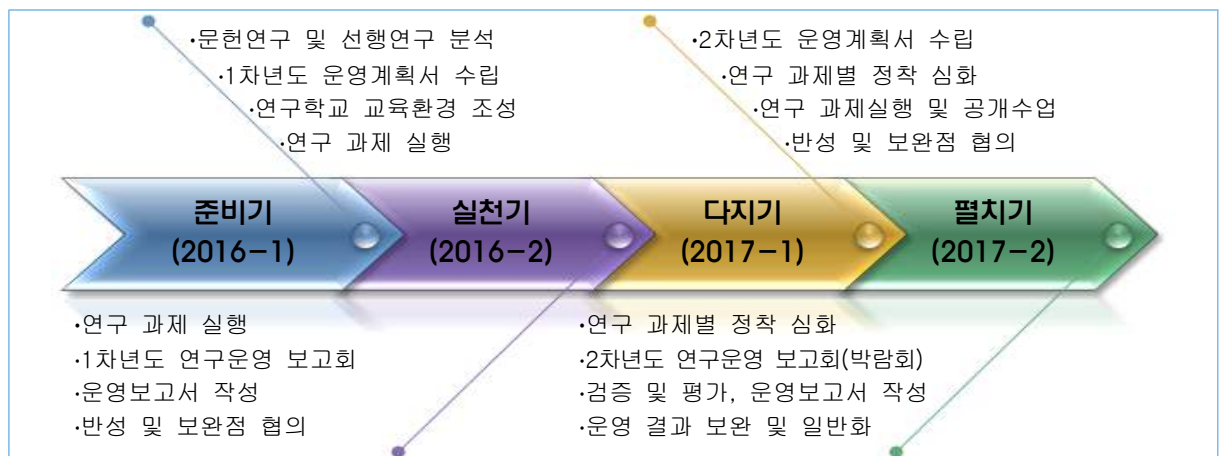 ·문헌연구 및 선행연구 분석
·1차년도 운영계획서 수립
·연구학교 교육환경 조성
·연구 과제 실행
·2차년도 운영계획서 수립
·연구 과제별 정착 심화
·연구 과제실행 및 공개수업
·반성 및 보완점 협의
준비기
(2016-1)
실천기
(2016-2)
다지기
(2017-1)
펼치기
(2017-2)
·연구 과제 실행
·1차년도 연구운영 보고회
·운영보고서 작성
·반성 및 보완점 협의
·연구 과제별 정착 심화
·2차년도 연구운영 보고회(박람회)
·검증 및 평가, 운영보고서 작성
·운영 결과 보완 및 일반화